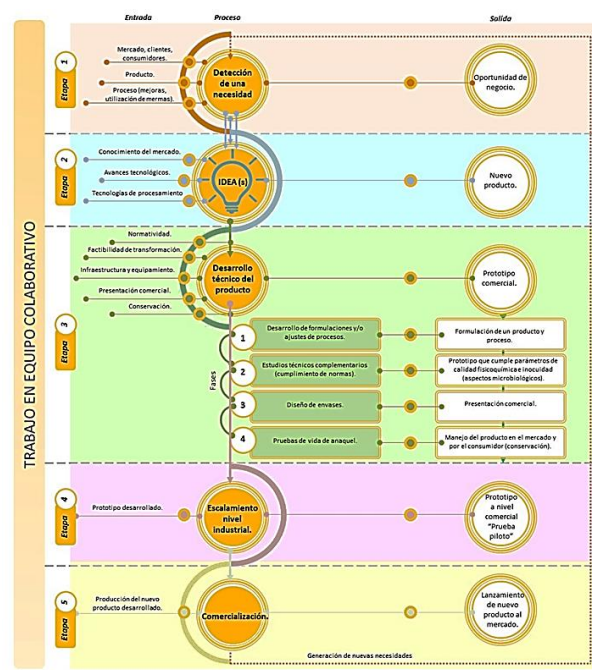 Entrada
Proceso
Salida
TRABAJO EN EQUIPO COLABORATIVO
Etapa
1
Mercado, clientes,
consumidores.
Producto.
Proceso (mejoras,
utilización de mermas).
Detección
de una
necesidad
Oportunidad
de negocio.
Etapa
2
Conocimiento del mercado.
Avances tecnológicos.
Tecnologías de procesamiento
IDEA (s)
Nuevo
producto.
Etapa
3
Normatividad.
Factibilidad de transformación.
Infraestructura y equipamiento.
Presentación comercial.
Conservación.
Desarrollo
técnico del
producto
Prototipo
comercial.
Fases
1
Desarrollo de formulaciones y/o
ajustes de procesos.
Formulación de un producto y
proceso.
2
Estudios técnicos complementarios
(cumplimiento de normas).
Prototipo que cumple parámetros de
calidad fisicoquímica e inocuidad
(aspectos microbiológicos).
3
Diseño de envases.
Presentación comercial.
4
Pruebas de vida de anaquel.
Manejo del producto en el mercado y
por el consumidor (conservación).
Etapa
4
Prototipo desarrollado.
Escalamiento
nivel
industrial.
Prototipo
a nivel
comercial
"Prueba
piloto"
Etapa
5
Producción del nuevo
producto desarrollado.
Comercialización.
Lanzamiento
de nuevo
producto al
mercado.
Generación de nuevas necesidades